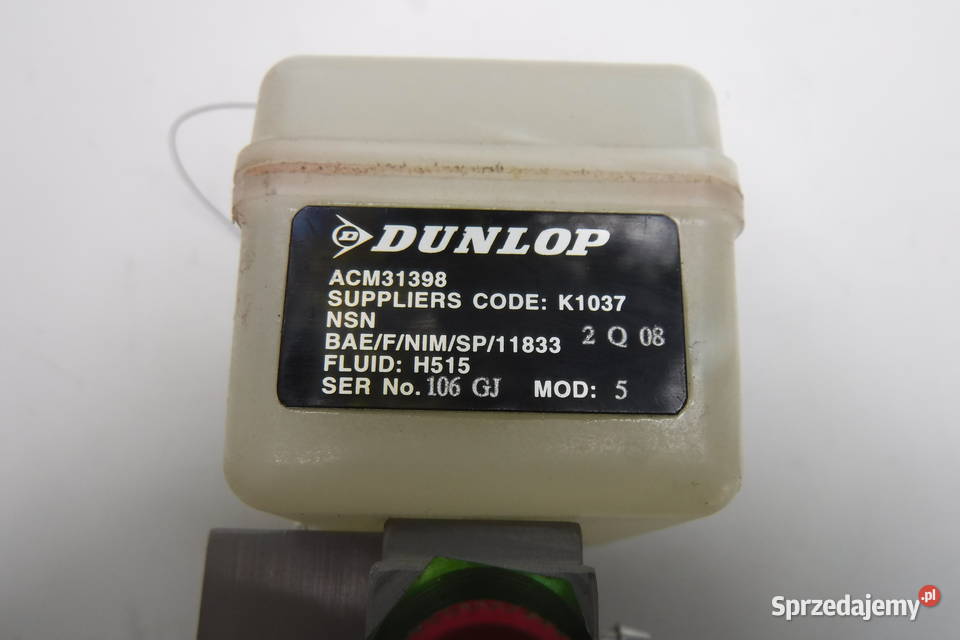 DUNLOP
ACM31398
SUPPLIERS CODE: K1037
NSN
BAE/F/NIM/SP/11833 2 Q 08
FLUID: H515
SER No. 106 GJ MOD: 5
Sprzedajemy.pl